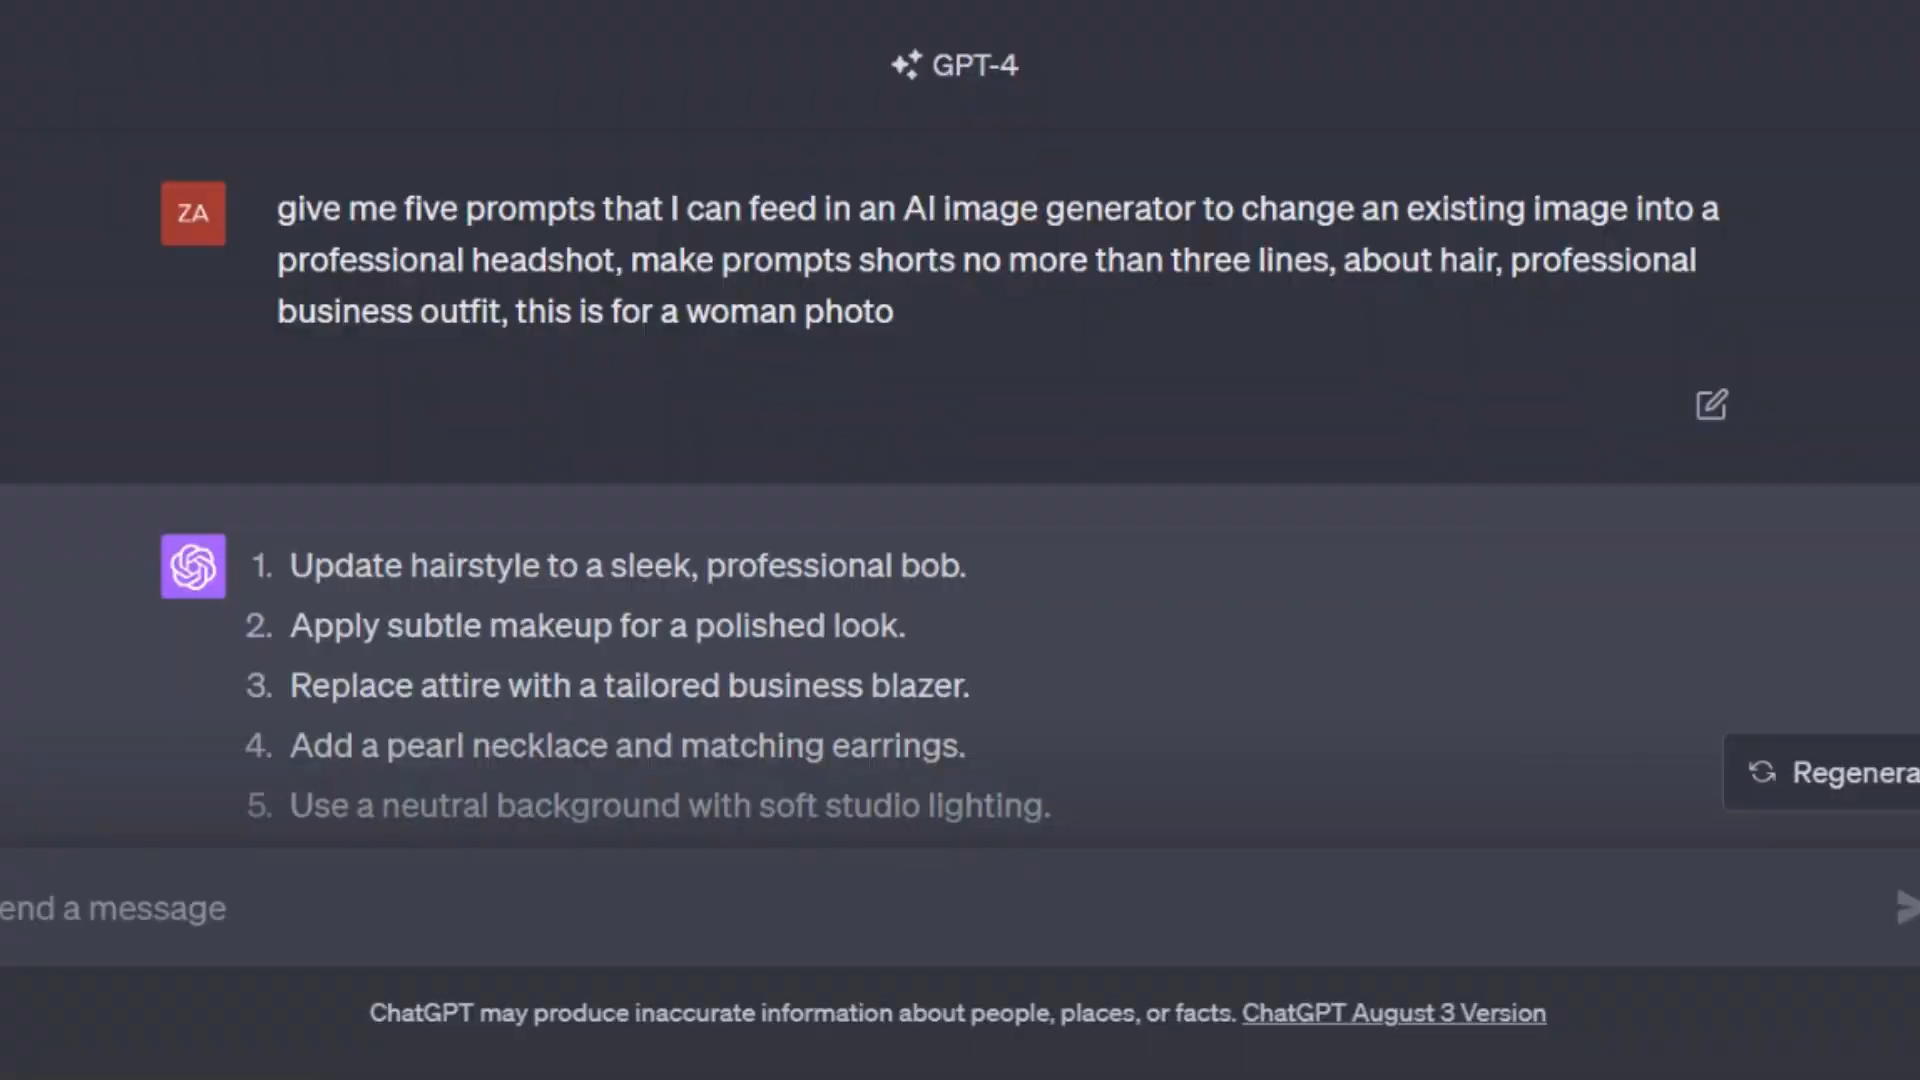 GPT-4
ZA
give me five prompts that I can feed in an AI image generator to change an existing image into a
professional headshot, make prompts shorts no more than three lines, about hair, professional
business outfit, this is for a woman photo
1. Update hairstyle to a sleek, professional bob.
2. Apply subtle makeup for a polished look.
3. Replace attire with a tailored business blazer.
4. Add a pearl necklace and matching earrings.
Regenera
5. Use a neutral background with soft studio lighting.
end a message
ChatGPT may produce inaccurate information about people, places, or facts. ChatGPT August 3 Version